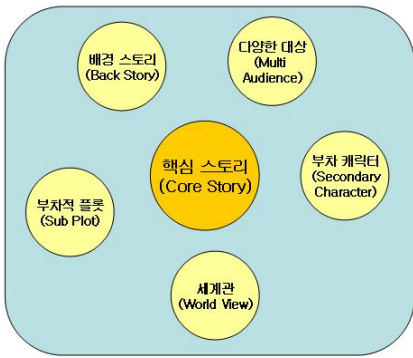 배경 스토리
(Back Story)
다양한 대상
(Multi
Audience)
핵심 스토리
(Core Story)
부차 캐릭터
(Secondary
Character)
부차적 플롯
(Sub Plot)
세계관
(World View)